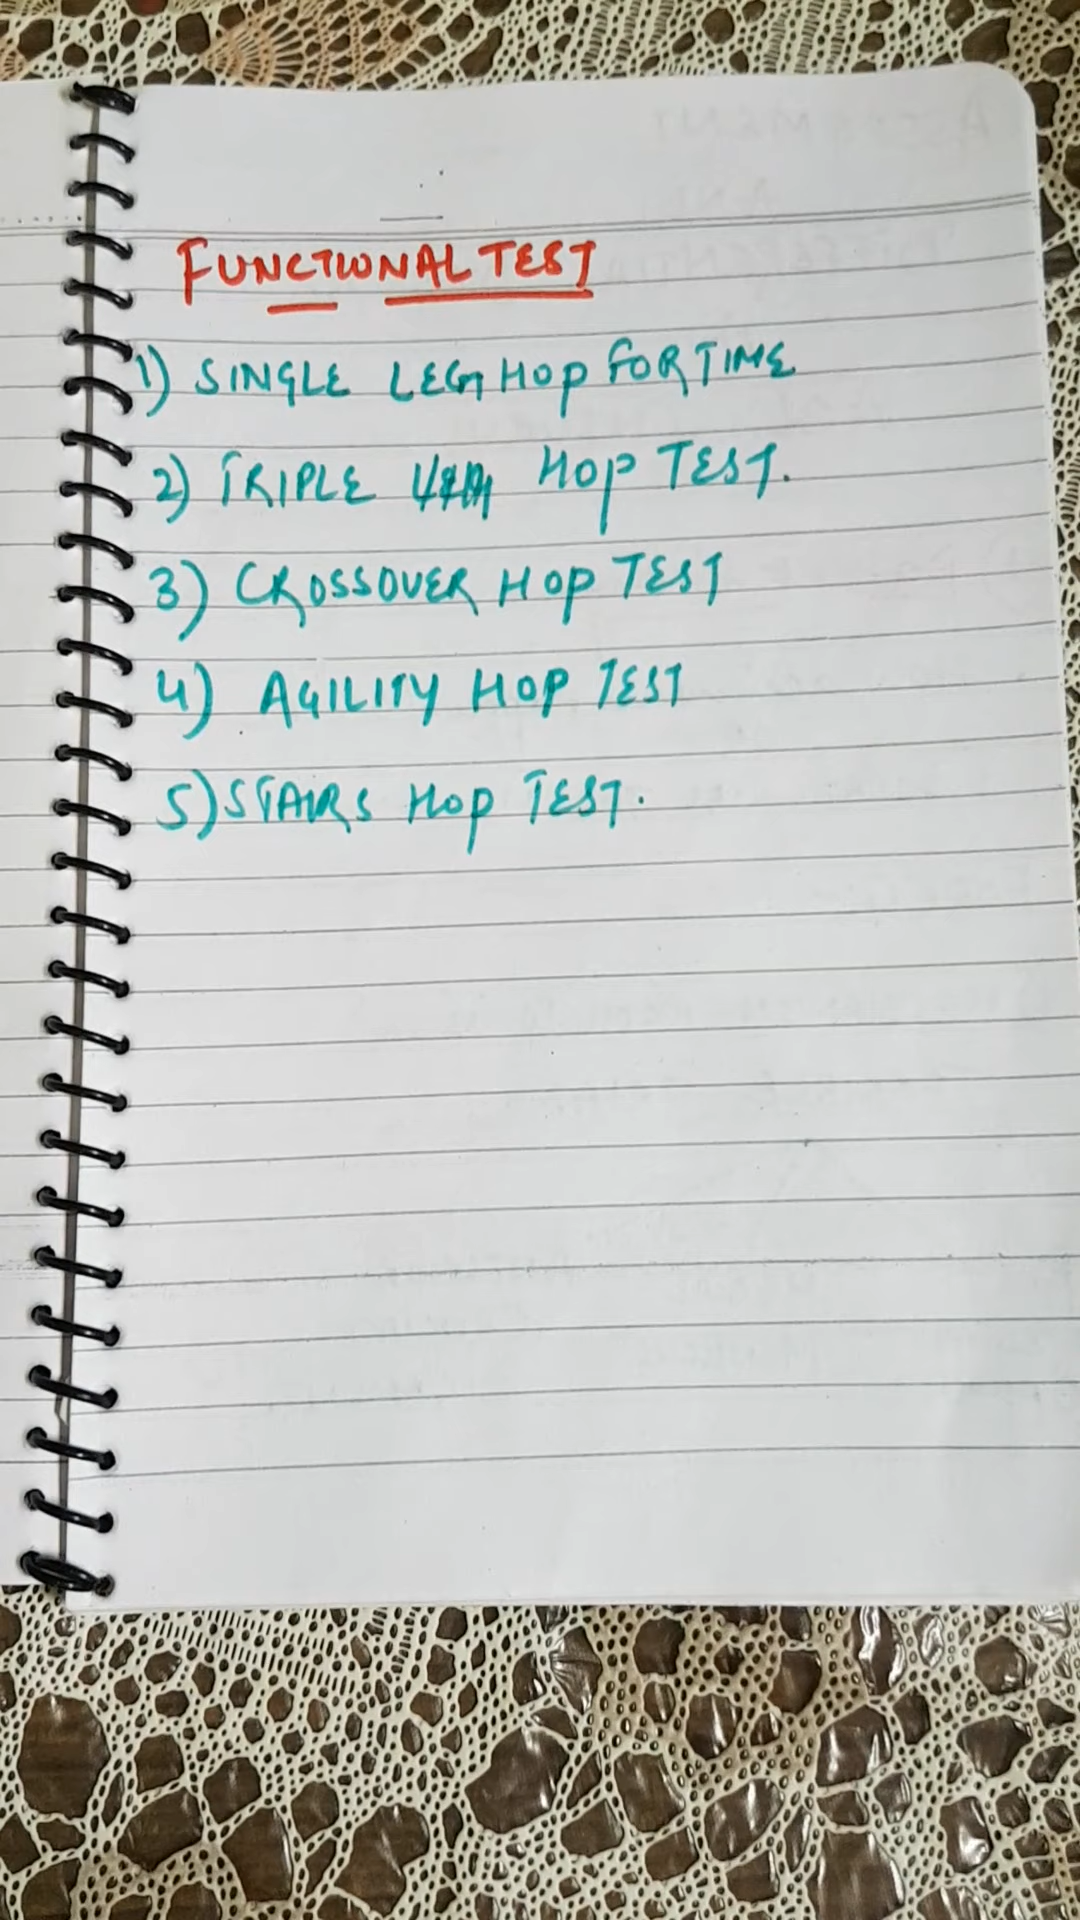 FUNCTIONAL TEST
1) SINGLE LEG HOP FOR TIME
2) TRIPLE HOP TEST.
3) CROSSOVER HOP TEST
4) AGILITY HOP TEST
5) STAIRS HOP TEST.